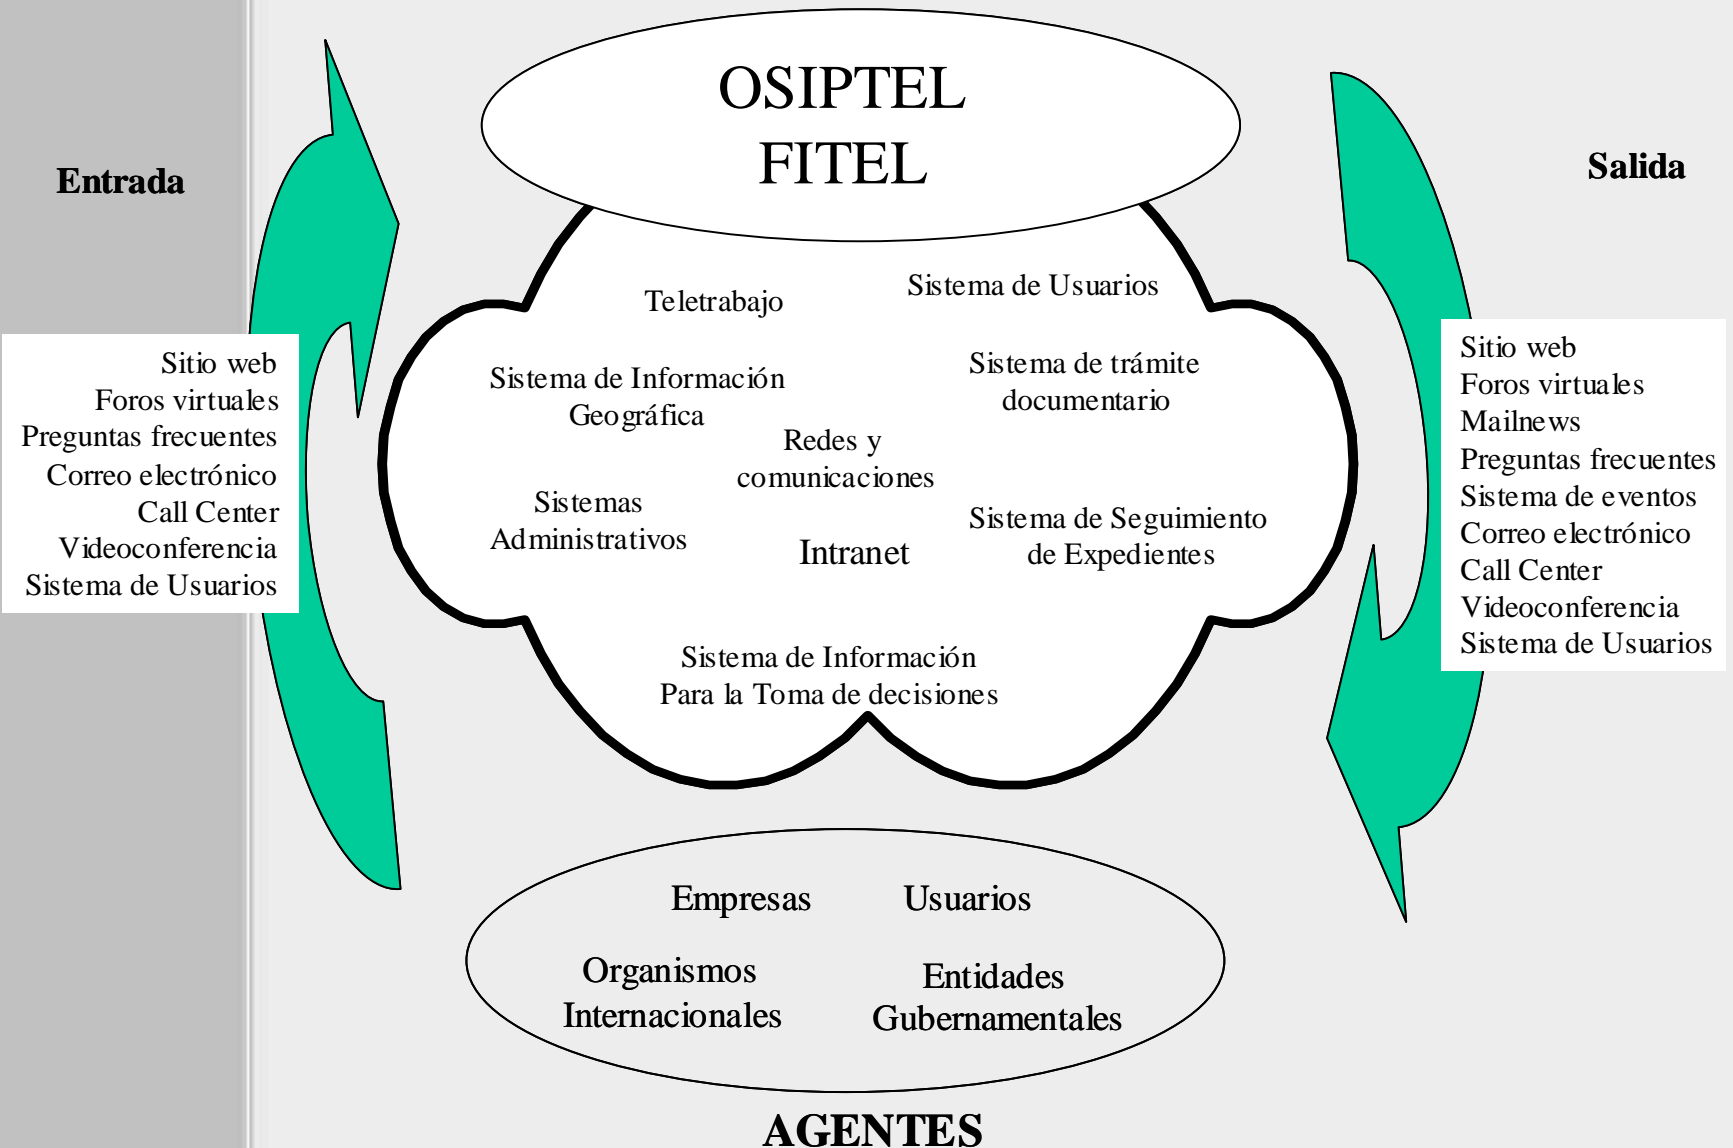 OSIPTEL
FITEL
Entrada
Salida
Sitio web
Foros virtuales
Preguntas frecuentes
Correo electrónico
Call Center
Videoconferencia
Sistema de Usuarios
Teletrabajo
Sistema de Usuarios
Sistema de Información
Geográfica
Sistema de trámite
documentario
Redes y
comunicaciones
Sistemas
Administrativos
Intranet
Sistema de Seguimiento
de Expedientes
Sistema de Información
Para la Toma de decisiones
Sitio web
Foros virtuales
Mailnews
Preguntas frecuentes
Sistema de eventos
Correo electrónico
Call Center
Videoconferencia
Sistema de Usuarios
Empresas
Usuarios
Organismos
Internacionales
Entidades
Gubernamentales
AGENTES